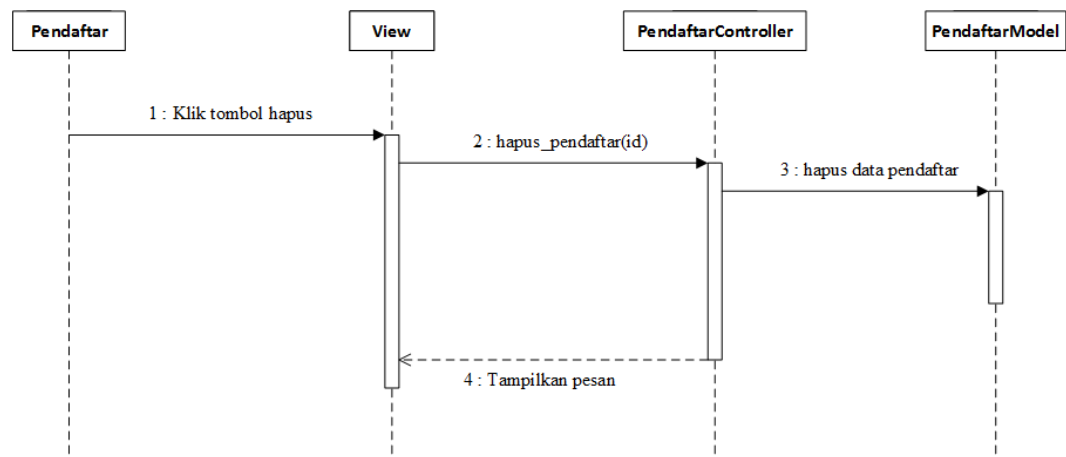 Pendaftar
View
PendaftarController
PendaftarModel
1 : Klik tombol hapus
2 : hapus_pendaftar(id)
3 : hapus data pendaftar
4 : Tampilkan pesan